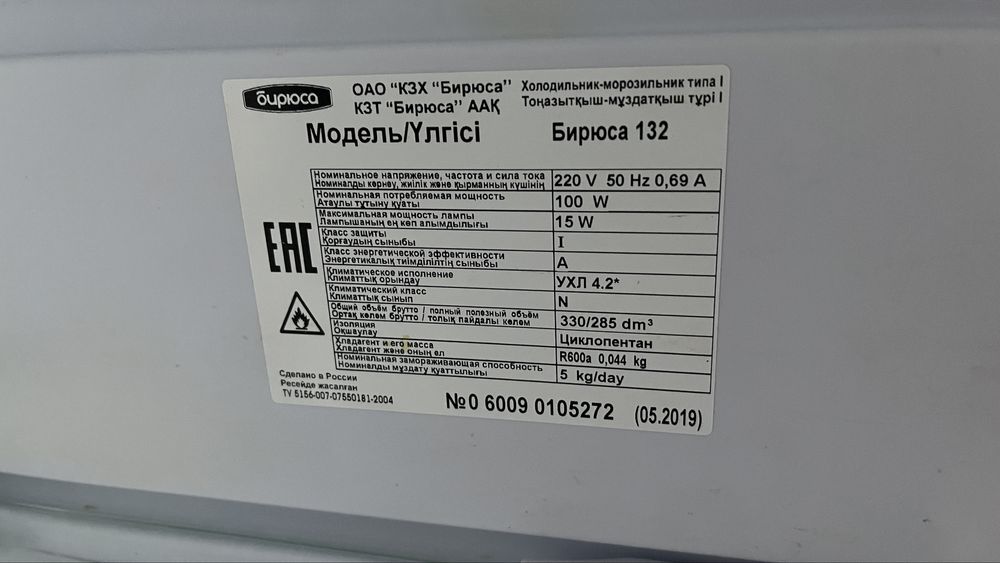 бирюса
ОАО "КЗХ "Бирюса"
КЗТ "Бирюса" ААҚ
Холодильник-морозильник типа I
Тоңазытқыш-мұздатқыш түрі I
Модель/Үлгісі Бирюса 132
Номинальное напряжение, частота и сила тока
Номиналды кернеу, жиілік және қырманның күшінің
220 V 50 Hz 0,69 A
Номинальная потребляемая мощность
Атаулы тұтыну қуаты
100 W
Максимальная мощность лампы
Лампышаның ең көп алымдылығы
15 W
Класс защиты
Қорғаудың сыныбы
I
Класс энергетической эффективности
Энергетикалық тиімділітің сыныбы
A
Климатическое исполнение
Климаттық орындау
УХЛ 4.2*
Климатический класс
Климаттық сынып
N
Общий объём брутто / полный полезный объём
Ортақ көлем брутто / толық пайдалы көлем
330/285 dm³
Изоляция
Оқшаулау
Циклопентан
Хладагент и его масса
Хладагент және оның ел
R600a 0,044 kg
Номинальная замораживающая способность
Номиналды мұздату қуаттылығы
5 kg/day
EAC
Сделано в России
Ресейде жасалған
TV 5156-007-07550181-2004
№0 6009 0105272 (05.2019)